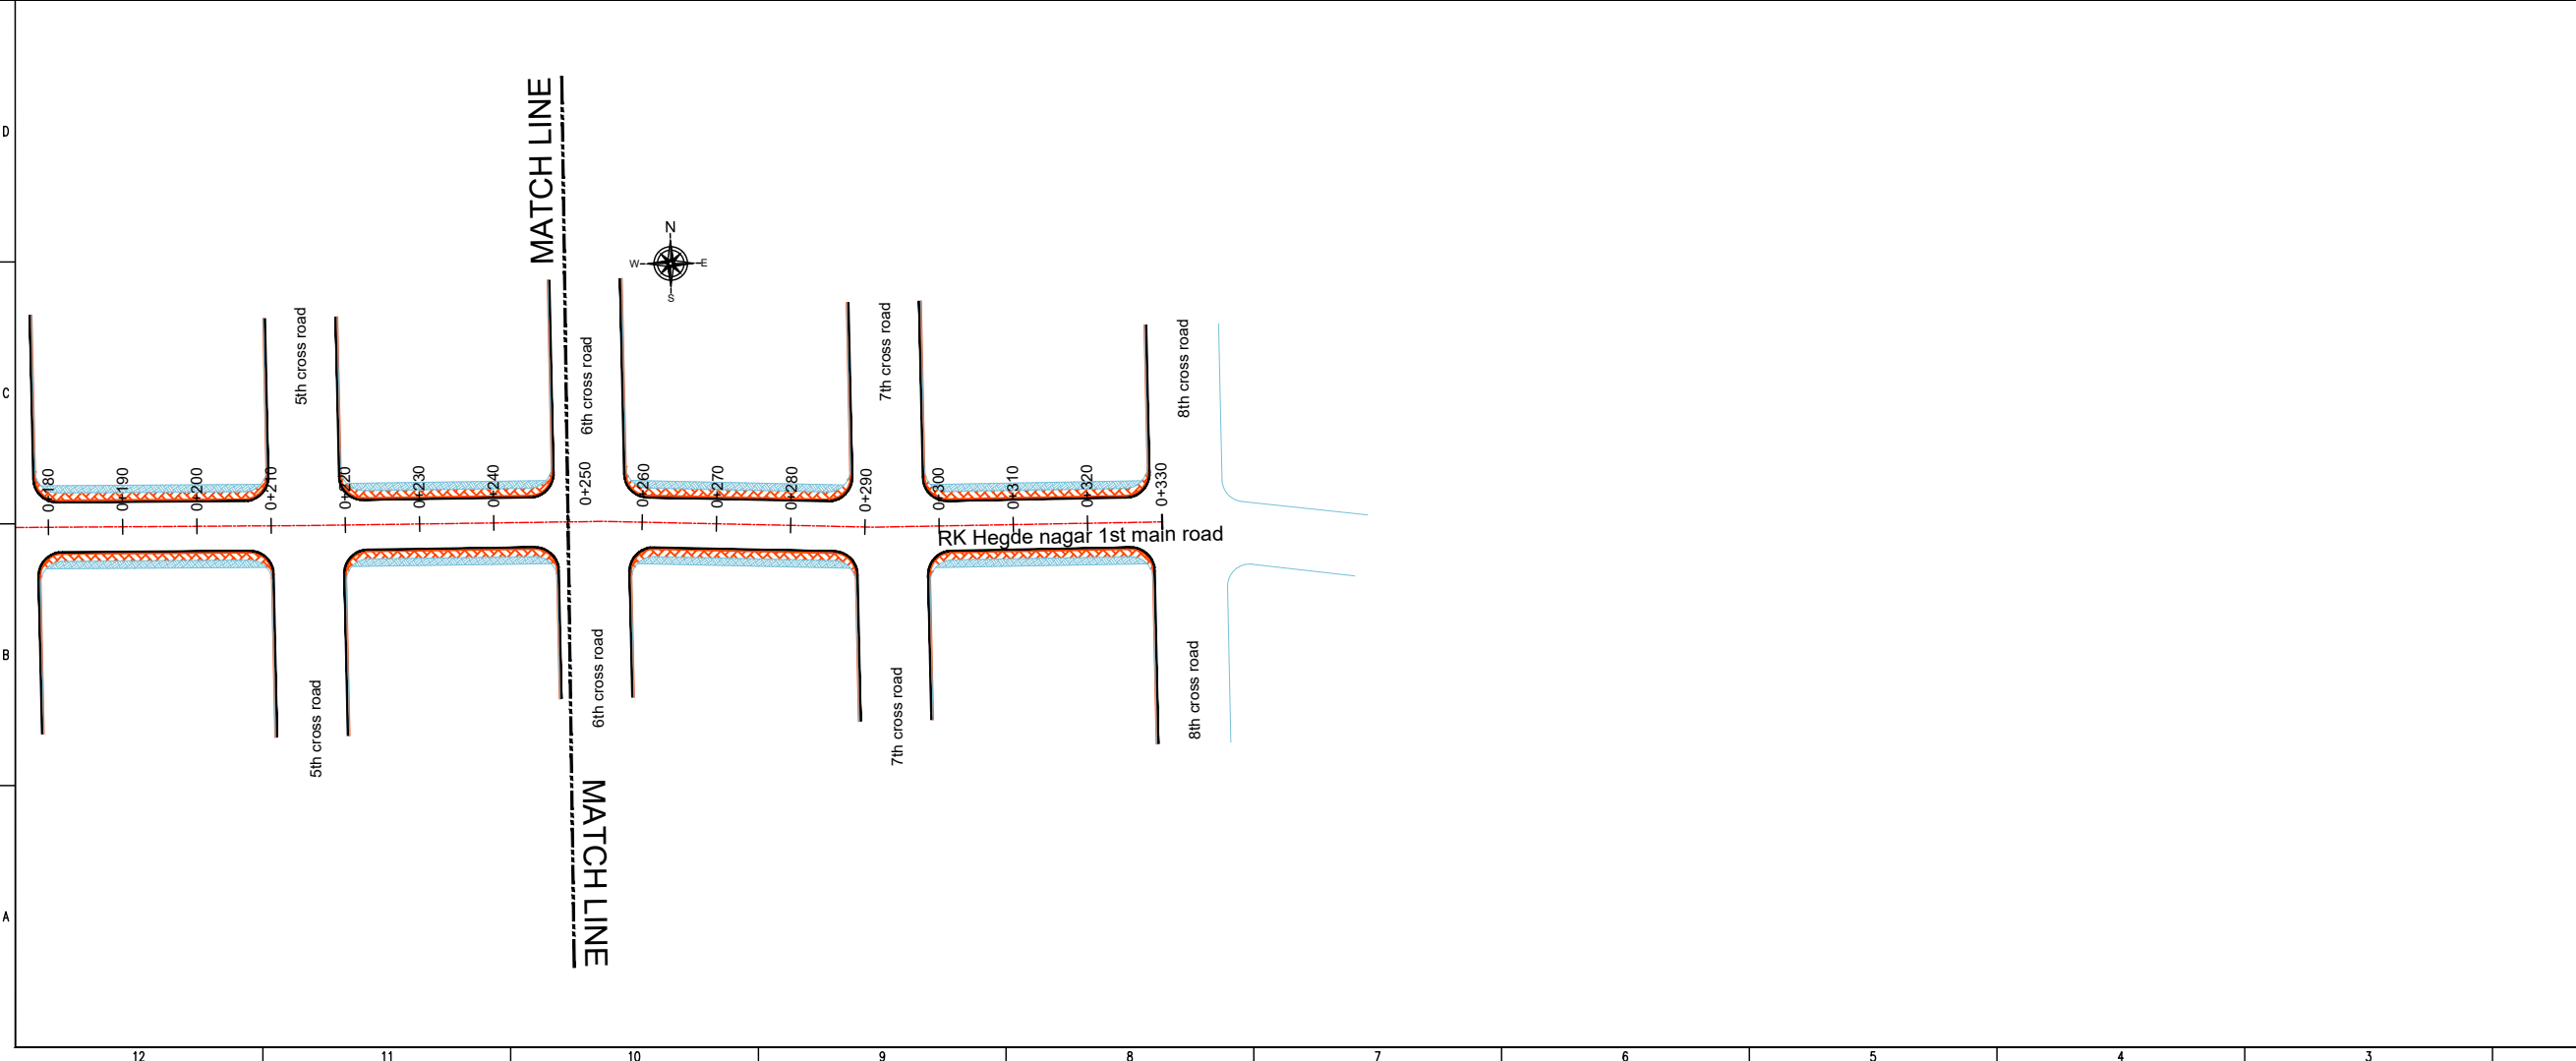 D
MATCH LINE
N
W
E
S
C
5th cross road
6th cross road
7th cross road
8th cross road
0+180
0+190
0+200
0+210
0+220
0+230
0+240
0+250
0+260
0+270
0+280
0+290
0+300
0+310
0+320
0+330
RK Hegde nagar 1st main road
B
5th cross road
6th cross road
7th cross road
8th cross road
MATCH LINE
A
12
11
10
9
8
7
6
5
4
3